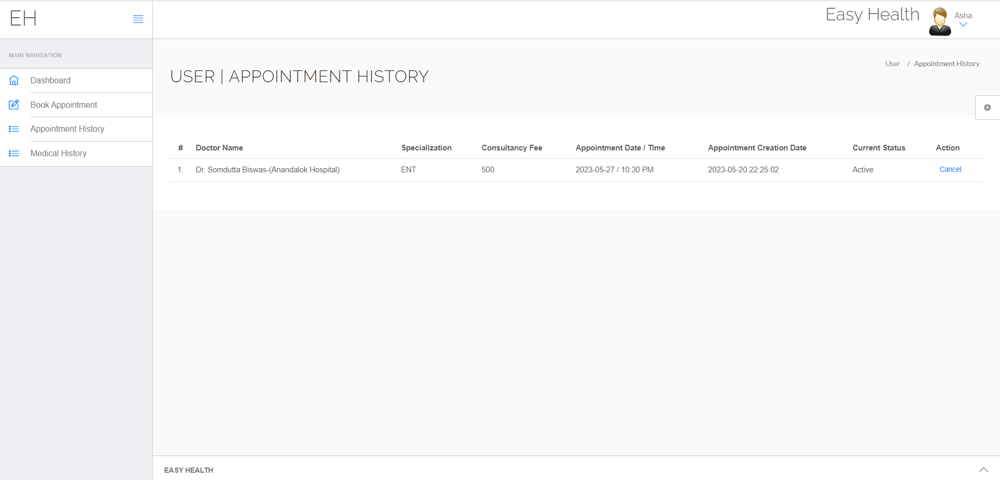 EH
Easy Health
Asha
MAIN NAVIGATION
Dashboard
Book Appointment
Appointment History
Medical History
USER | APPOINTMENT HISTORY
User / Appointment History
# Doctor Name Specialization Consultancy Fee Appointment Date / Time Appointment Creation Date Current Status Action
1. Dr. Somdutta Biswas-(Anandalok Hospital) ENT 500 2023-05-27 / 10:30 PM 2023-05-20 22:25:02 Active Cancel
EASY HEALTH